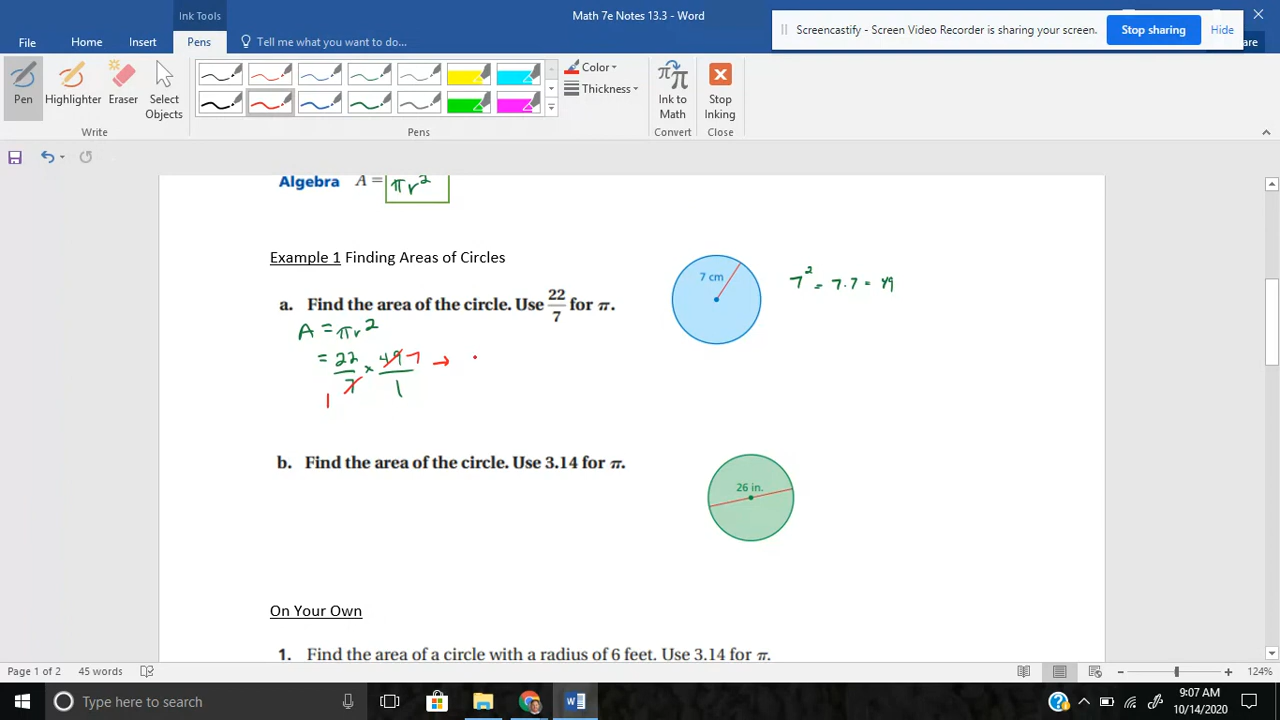 Ink Tools
Math 7e Notes 13.3 - Word
Screencastify - Screen Video Recorder is sharing your screen.
Stop sharing
Hide
File
Home
Insert
Pens
Tell me what you want to do...
are
Pen
Highlighter
Eraser
Select Objects
Color
Thickness
Ink to Math
Stop Inking
Write
Pens
Convert
Close
Algebra A = πr²
Example 1 Finding Areas of Circles
7 cm
7² = 7·7 = 49
a. Find the area of the circle. Use 22/7 for π.
A = πr²
= 22/7 × 49/1 7 →
1
b. Find the area of the circle. Use 3.14 for π.
26 in.
On Your Own
1. Find the area of a circle with a radius of 6 feet. Use 3.14 for π.
Page 1 of 2
45 words
124%
Type here to search
9:07 AM
10/14/2020